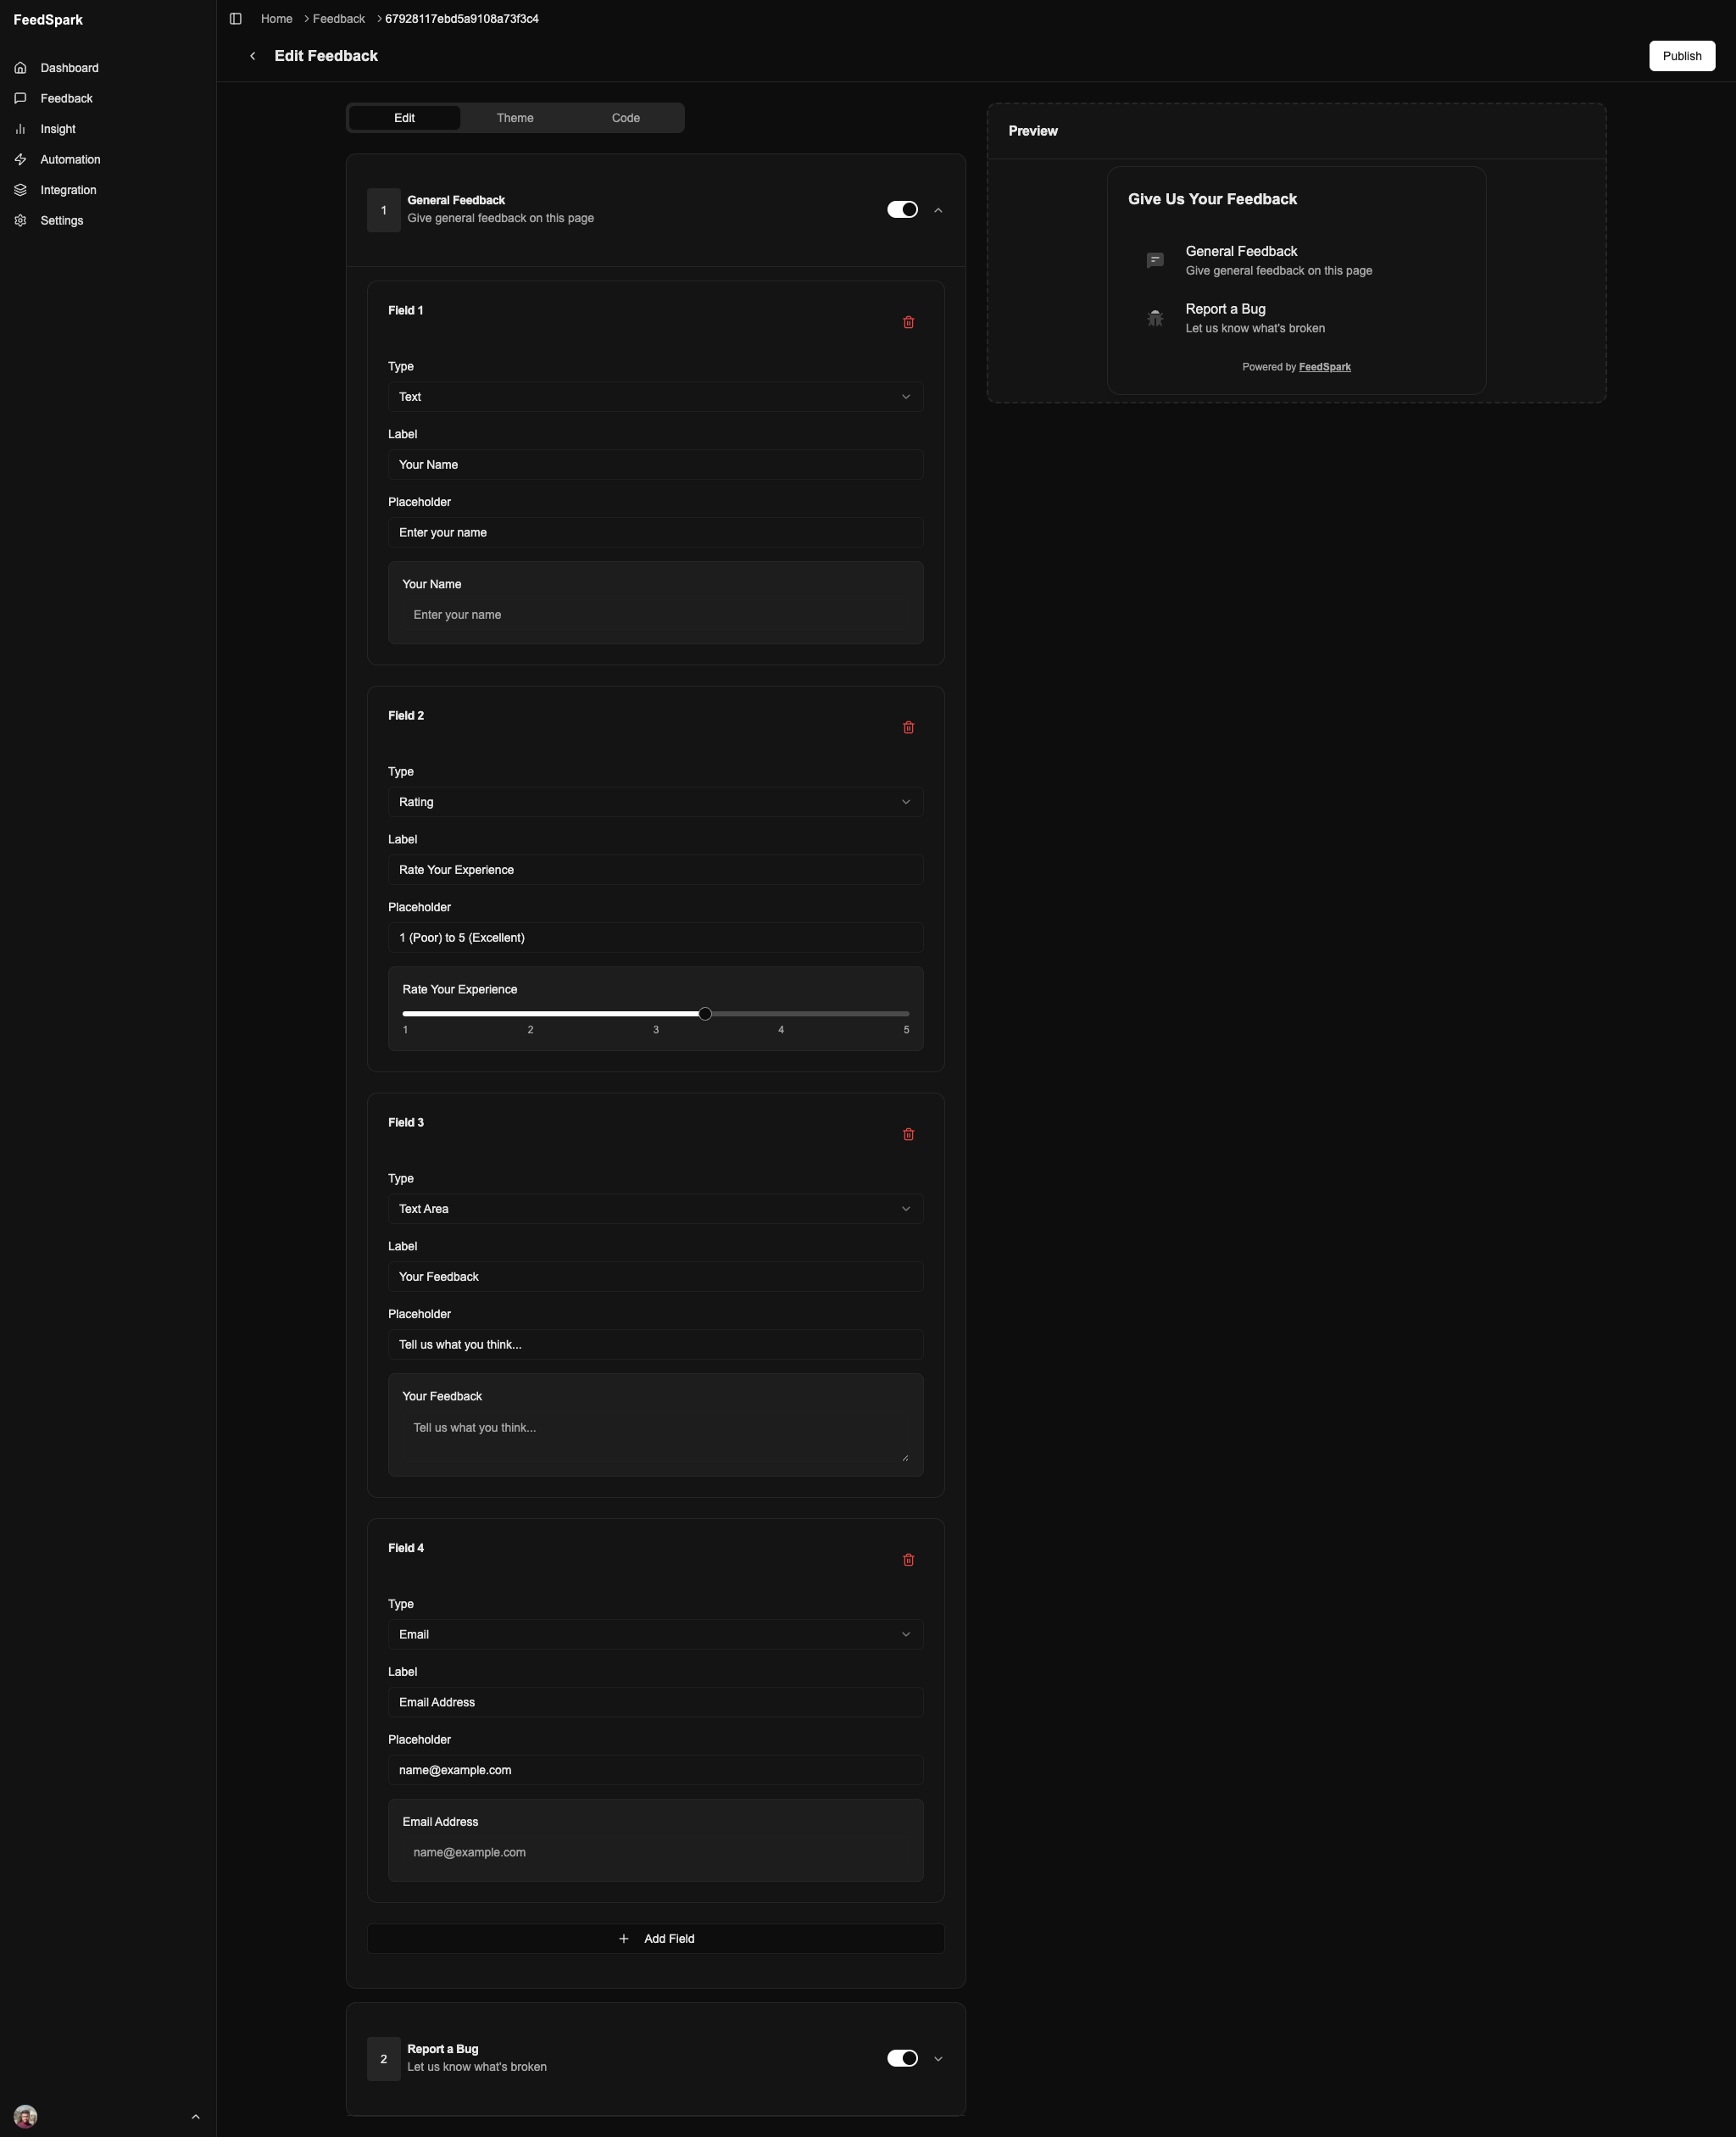 FeedSpark
Dashboard
Feedback
Insight
Automation
Integration
Settings
Home > Feedback > 67928117ebd5a9108a73f3c4
Edit Feedback
Publish
Edit
Theme
Code
1
General Feedback
Give general feedback on this page
Field 1
Type
Text
Label
Your Name
Placeholder
Enter your name
Your Name
Enter your name
Field 2
Type
Rating
Label
Rate Your Experience
Placeholder
1 (Poor) to 5 (Excellent)
Rate Your Experience
1 2 3 4 5
Field 3
Type
Text Area
Label
Your Feedback
Placeholder
Tell us what you think...
Your Feedback
Tell us what you think...
Field 4
Type
Email
Label
Email Address
Placeholder
name@example.com
Email Address
name@example.com
Add Field
2
Report a Bug
Let us know what's broken
Preview
Give Us Your Feedback
General Feedback
Give general feedback on this page
Report a Bug
Let us know what's broken
Powered by FeedSpark